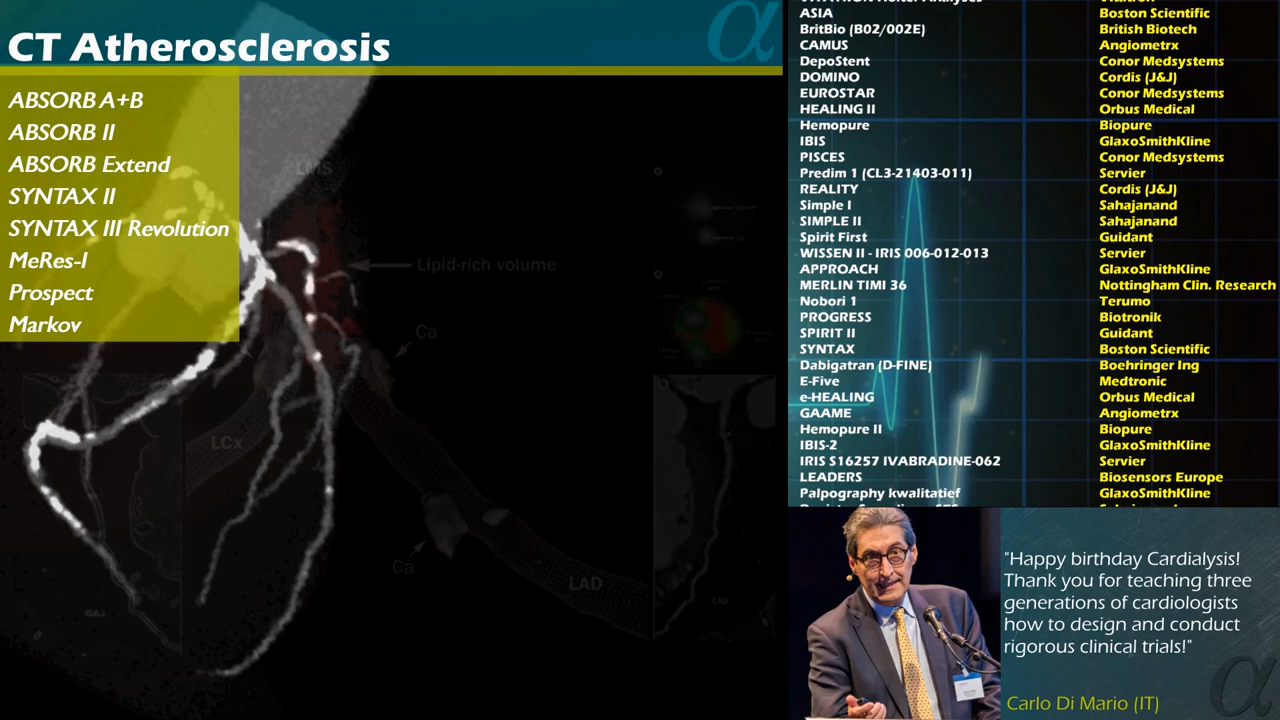 CT Atherosclerosis
α
ABSORB A+B
ABSORB II
ABSORB Extend
SYNTAX II
SYNTAX III Revolution
MeRes-I
Prospect
Markov
LMS
Lipid-rich volume
Ca
LCx
Ca
LAD
LAD
ASIA Boston Scientific
BritBio (B02/002E) British Biotech
CAMUS Angiometrx
DepoStent Conor Medsystems
DOMINO Cordis (J&J)
EUROSTAR Conor Medsystems
HEALING II Orbus Medical
Hemopure Biopure
IBIS GlaxoSmithKline
PISCES Conor Medsystems
Predim 1 (CL3-21403-011) Servier
REALITY Cordis (J&J)
Simple I Sahajanand
SIMPLE II Sahajanand
Spirit First Guidant
WISSEN II - IRIS 006-012-013 Servier
APPROACH GlaxoSmithKline
MERLIN TIMI 36 Nottingham Clin. Research
Nobori 1 Terumo
PROGRESS Biotronik
SPIRIT II Guidant
SYNTAX Boston Scientific
Dabigatran (D-FINE) Boehringer Ing
E-Five Medtronic
e-HEALING Orbus Medical
GAAME Angiometrx
Hemopure II Biopure
IBIS-2 GlaxoSmithKline
IRIS S16257 IVABRADINE-062 Servier
LEADERS Biosensors Europe
Palpography kwalitatief GlaxoSmithKline
"Happy birthday Cardialysis!
Thank you for teaching three
generations of cardiologists
how to design and conduct
rigorous clinical trials!"
α
Carlo Di Mario (IT)